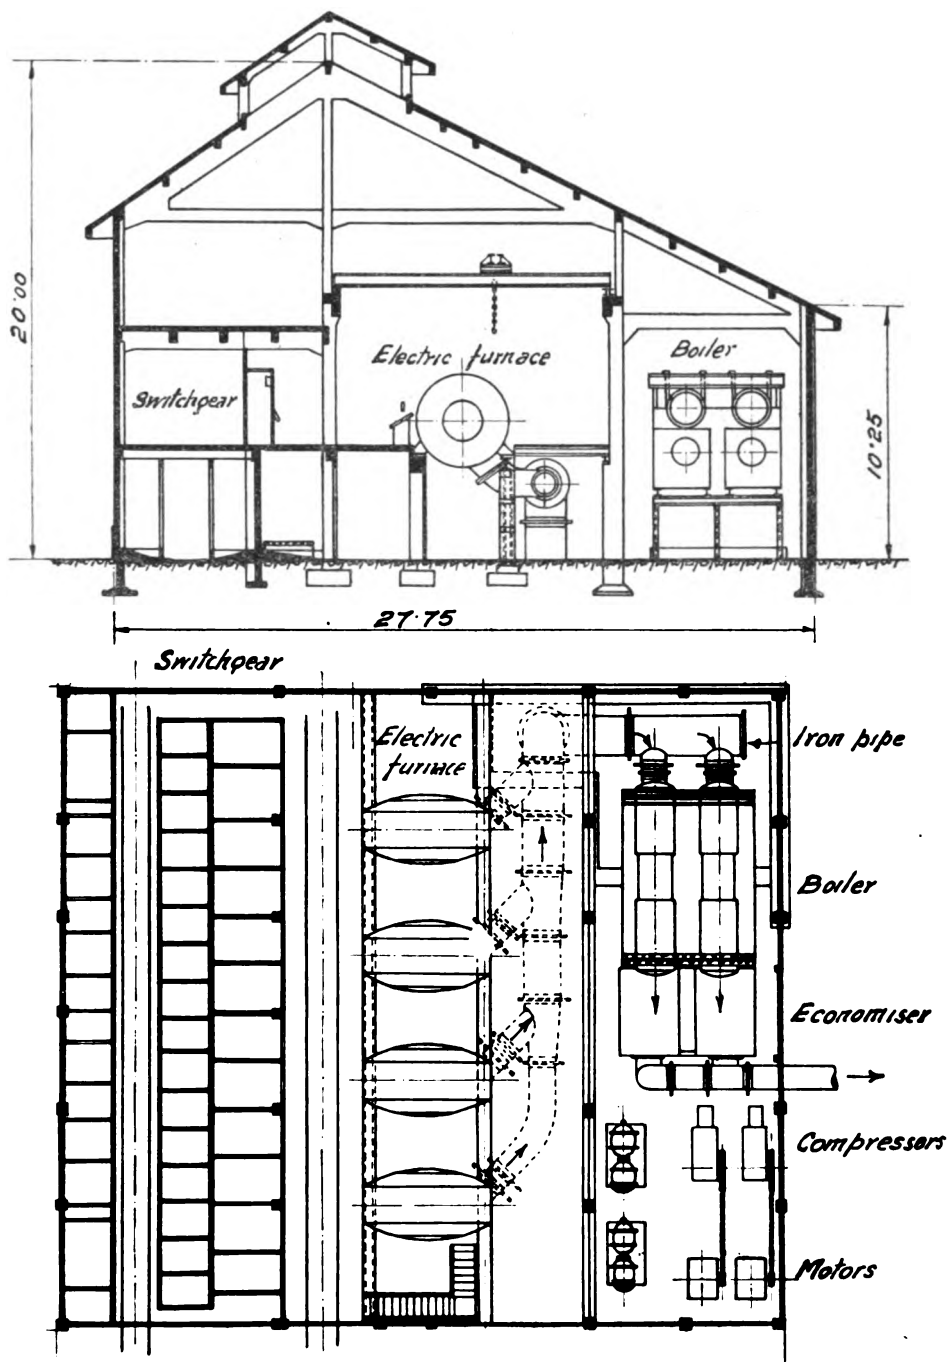 20·00
Electric furnace
Boiler
Switchgear
10·25
27·75
Switchgear
Electric
furnace
Iron pipe
Boiler
Economiser
Compressors
Motors